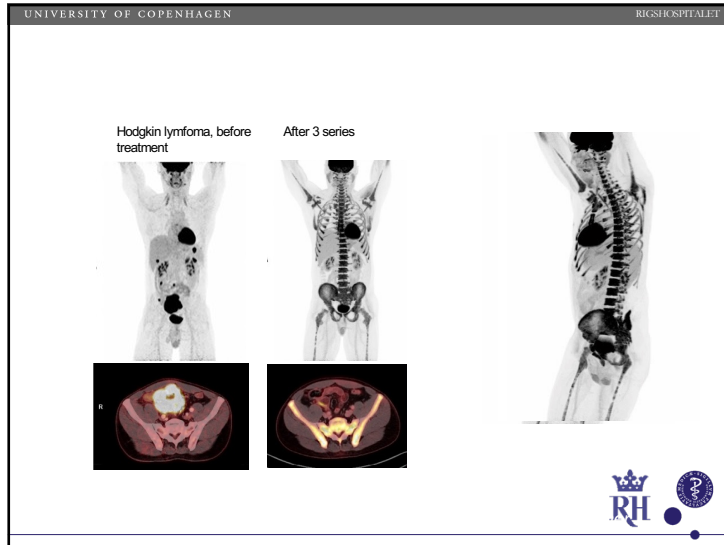 UNIVERSITY OF COPENHAGEN
RIGSHOSPITALET
Hodgkin lymfoma, before
treatment
After 3 series
R
RH